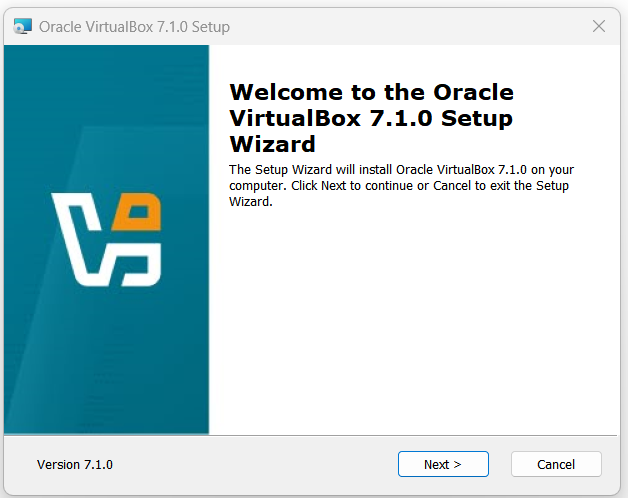 Oracle VirtualBox 7.1.0 Setup
Welcome to the Oracle
VirtualBox 7.1.0 Setup
Wizard
The Setup Wizard will install Oracle VirtualBox 7.1.0 on your
computer. Click Next to continue or Cancel to exit the Setup
Wizard.
Version 7.1.0
Next >
Cancel